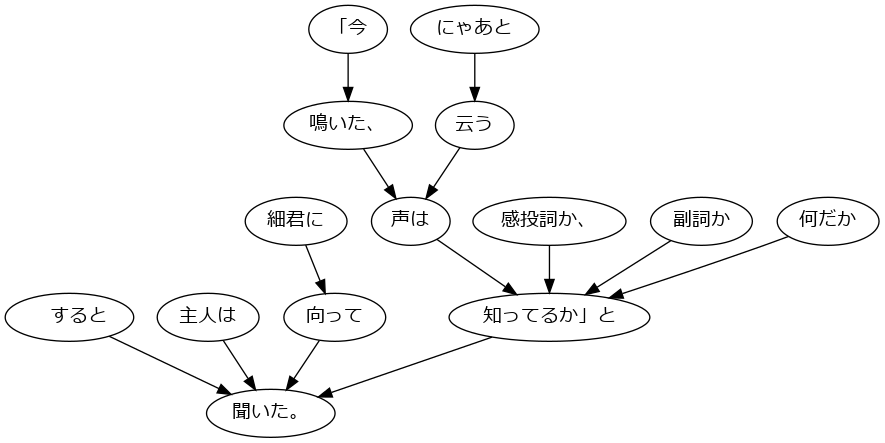 「今
にゃあと
鳴いた、
云う
細君に
声は
感投詞か、
副詞か
何だか
すると
主人は
向って
知ってるか」と
聞いた。